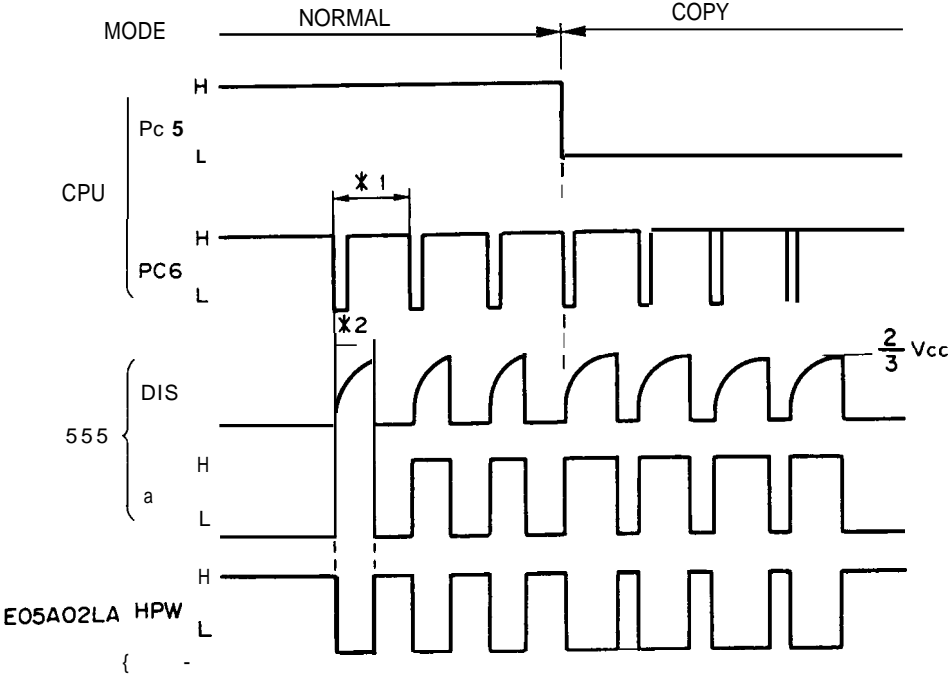 MODE NORMAL COPY
H
Pc 5
L
CPU
※ 1
H
PC6
L
※2
2/3 Vcc
DIS
555
H
a
L
H
E05A02LA HPW
L
{ -